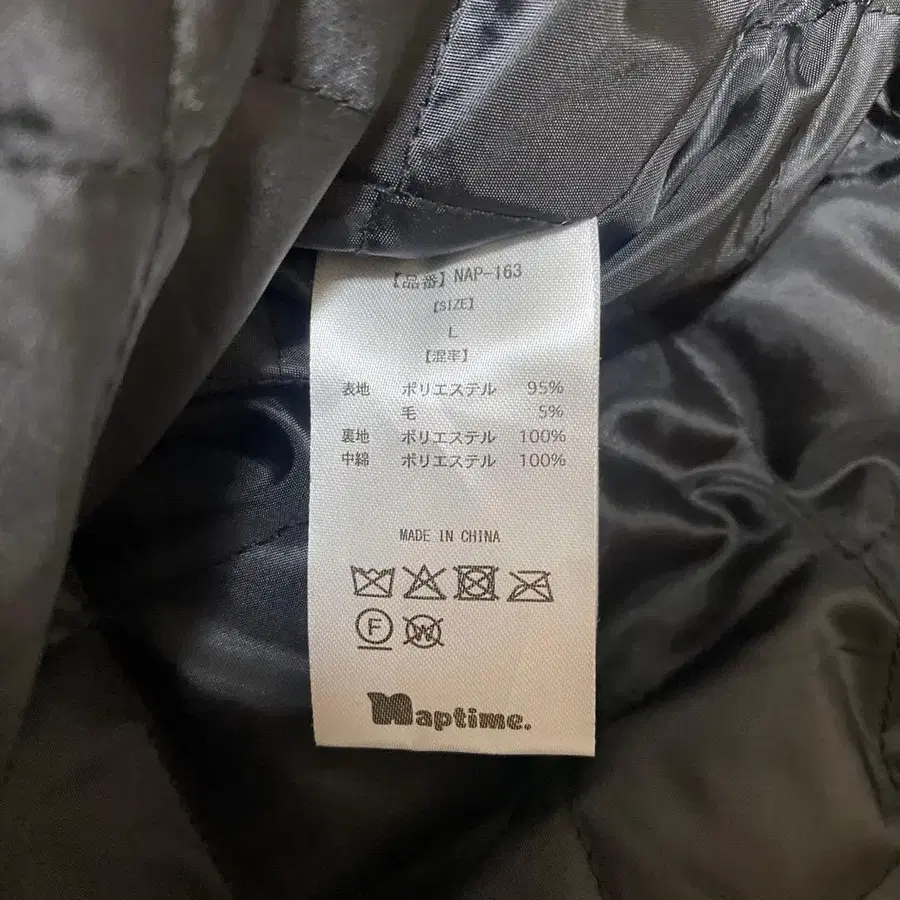 【品番】NAP-163
【SIZE】
L
【混率】
表地 ポリエステル 95%
毛 5%
裏地 ポリエステル 100%
中綿 ポリエステル 100%
MADE IN CHINA
F W
Naptime.